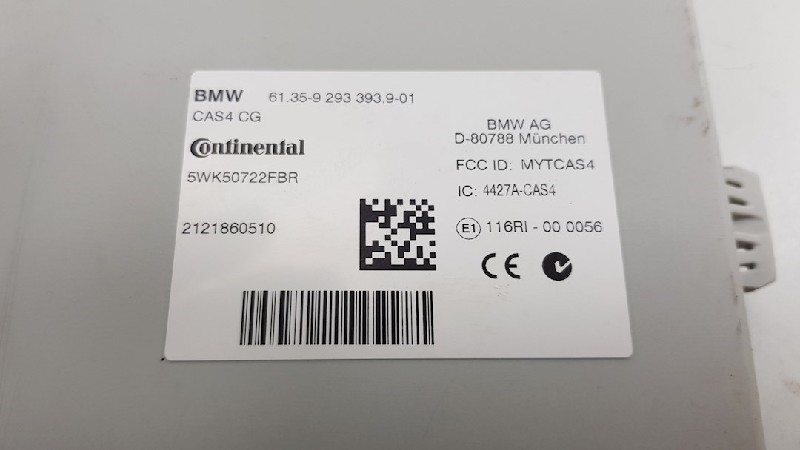 BMW 61.35-9 293 393.9-01
CAS4 CG
Continental
5WK50722FBR
2121860510
BMW AG
D-80788 München
FCC ID: MYTCAS4
IC: 4427A-CAS4
E1 116RI - 00 0056
CE